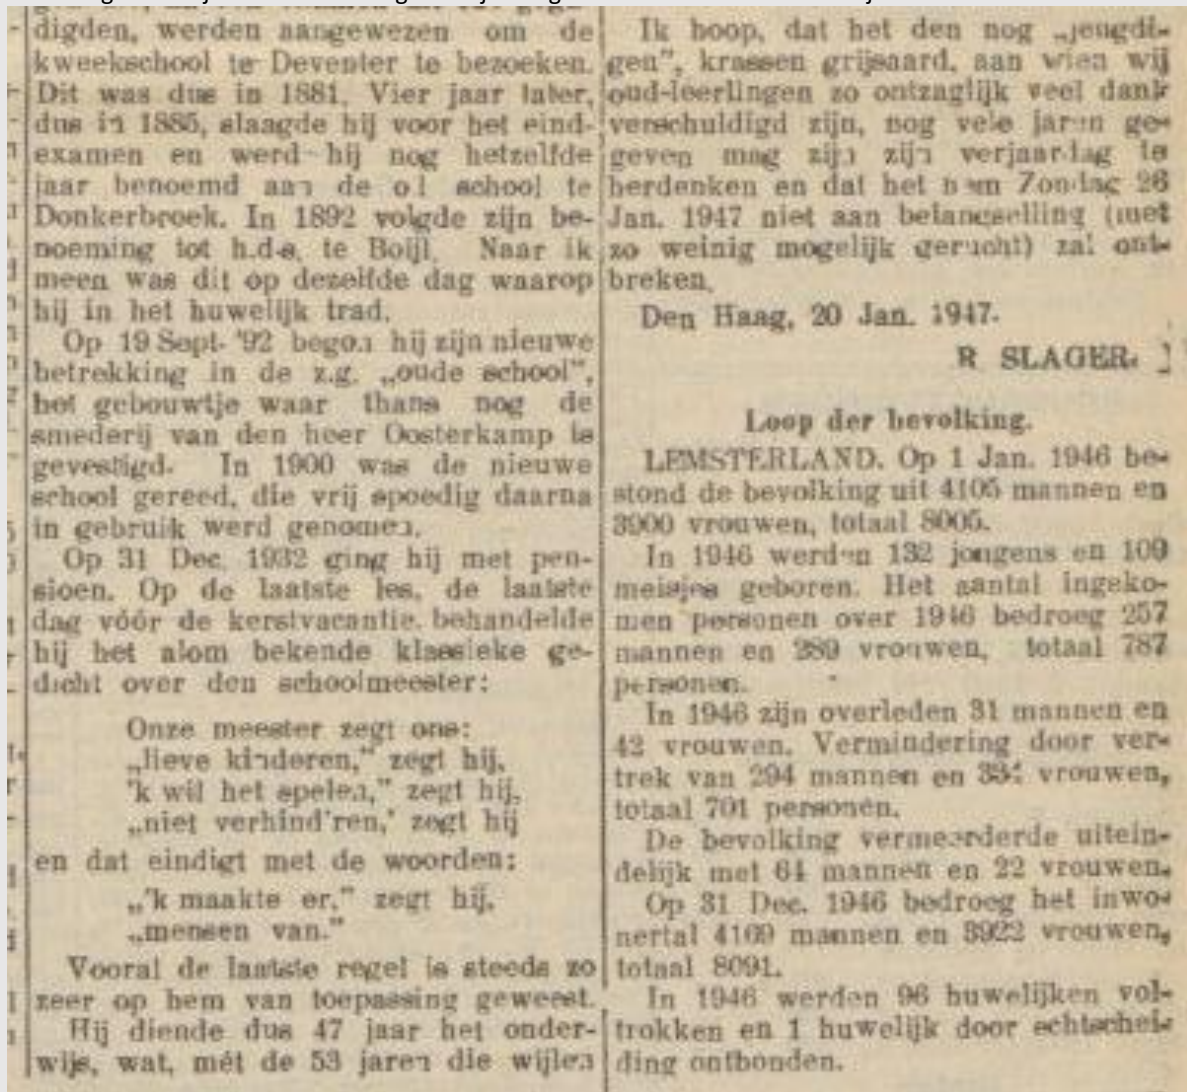 digden, werden aangewezen om de
kweekschool te Deventer te bezoeken.
Dit was dus in 1881. Vier jaar later,
dus in 1885, slaagde hij voor het eind-
examen en werd hij nog hetzelfde
jaar benoemd aan de o l school te
Donkerbroek. In 1892 volgde zijn be-
noeming tot h.d.s. te Boijl. Naar ik
meen was dit op dezelfde dag waarop
hij in het huwelijk trad.
Op 19 Sept. '92 begon hij zijn nieuwe
betrekking in de z.g. „oude school",
het gebouwtje waar thans nog de
smederij van den heer Oosterkamp is
gevestigd. In 1900 was de nieuwe
school gereed, die vrij spoedig daarna
in gebruik werd genomen.
Op 31 Dec. 1932 ging hij met pen-
sioen. Op de laatste les, de laatste
dag vóór de kerstvacantie, behandelde
hij het alom bekende klassieke ge-
dicht over den schoolmeester:
Onze meester zegt ons:
„lieve kinderen," zegt hij,
'k wil het spelen," zegt hij,
„niet verhind'ren,' zegt hij
en dat eindigt met de woorden:
„'k maakte er," zegt hij,
„mensen van."
Vooral de laatste regel is steeds zo
zeer op hem van toepassing geweest.
Hij diende dus 47 jaar het onder-
wijs, wat, mét de 53 jaren die wijlen
Ik hoop, dat het den nog „jeugdi-
gen", krassen grijsaard, aan wien wij
oud-leerlingen zo ontzaglijk veel dank
verschuldigd zijn, nog vele jaren ge-
geven mag zijn zijn verjaardag te
herdenken en dat het hem Zondag 26
Jan. 1947 niet aan belangstelling (met
zo weinig mogelijk gerucht) zal ont-
breken.
Den Haag, 20 Jan. 1947.
R SLAGER.
Loop der bevolking.
LEMSTERLAND. Op 1 Jan. 1946 be-
stond de bevolking uit 4105 mannen en
3900 vrouwen, totaal 8005.
In 1946 werden 132 jongens en 109
meisjes geboren. Het aantal ingeko-
men personen over 1946 bedroeg 257
mannen en 289 vrouwen, totaal 787
personen.
In 1946 zijn overleden 31 mannen en
42 vrouwen. Vermindering door ver-
trek van 294 mannen en 334 vrouwen,
totaal 701 personen.
De bevolking vermeerderde uitein-
delijk met 64 mannen en 22 vrouwen.
Op 31 Dec. 1946 bedroeg het inwo-
nertal 4169 mannen en 3922 vrouwen,
totaal 8091.
In 1946 werden 96 huwelijken vol-
trokken en 1 huwelijk door echtschei-
ding ontbonden.